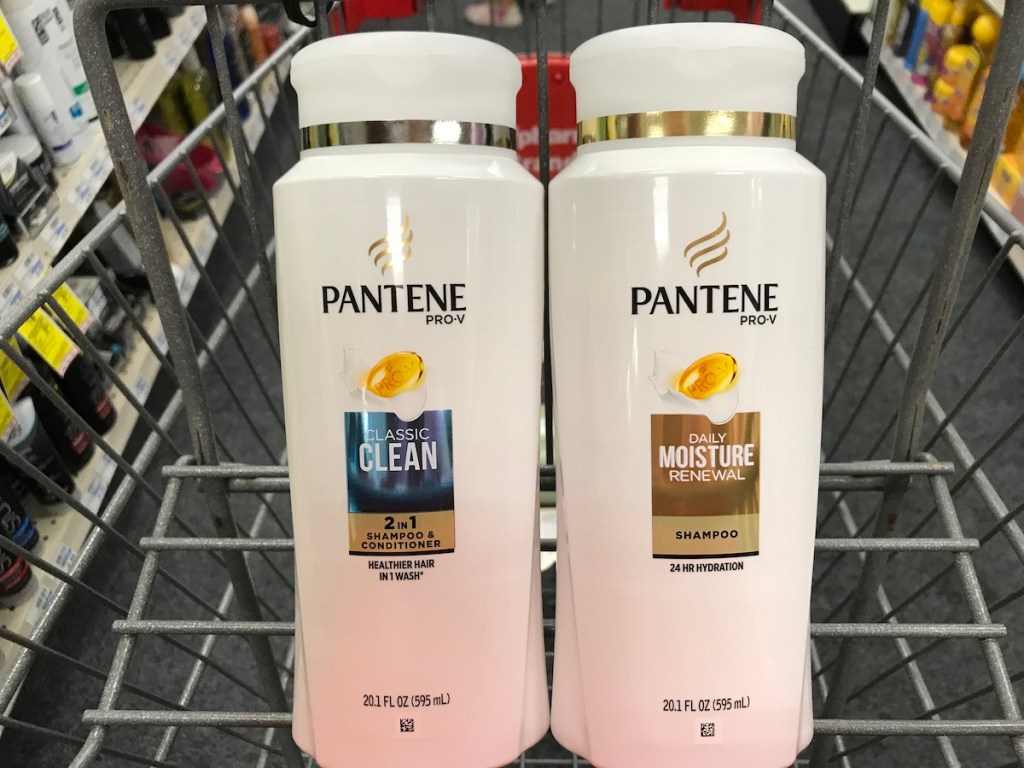 PANTENE
PRO-V
PRO-V
CLASSIC
CLEAN
2 IN 1
SHAMPOO &
CONDITIONER
HEALTHIER HAIR
IN 1 WASH*
20.1 FL OZ (595 mL)
PANTENE
PRO-V
PRO-V
DAILY
MOISTURE
RENEWAL
SHAMPOO
24 HR HYDRATION
20.1 FL OZ (595 mL)